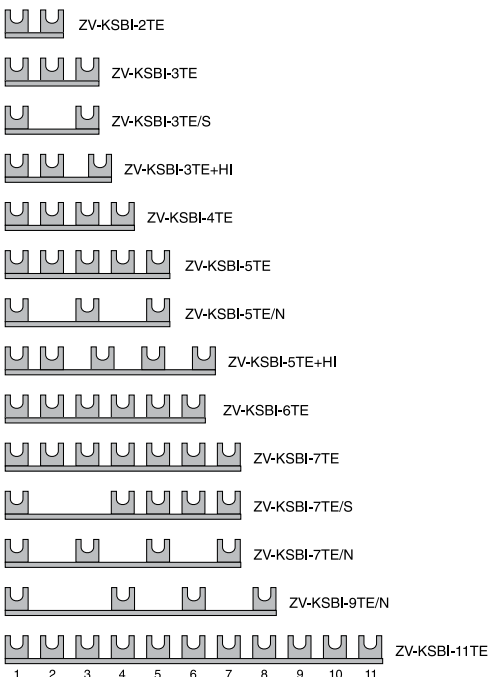 ZV-KSBI-2TE
ZV-KSBI-3TE
ZV-KSBI-3TE/S
ZV-KSBI-3TE+HI
ZV-KSBI-4TE
ZV-KSBI-5TE
ZV-KSBI-5TE/N
ZV-KSBI-5TE+HI
ZV-KSBI-6TE
ZV-KSBI-7TE
ZV-KSBI-7TE/S
ZV-KSBI-7TE/N
ZV-KSBI-9TE/N
ZV-KSBI-11TE
1 2 3 4 5 6 7 8 9 10 11